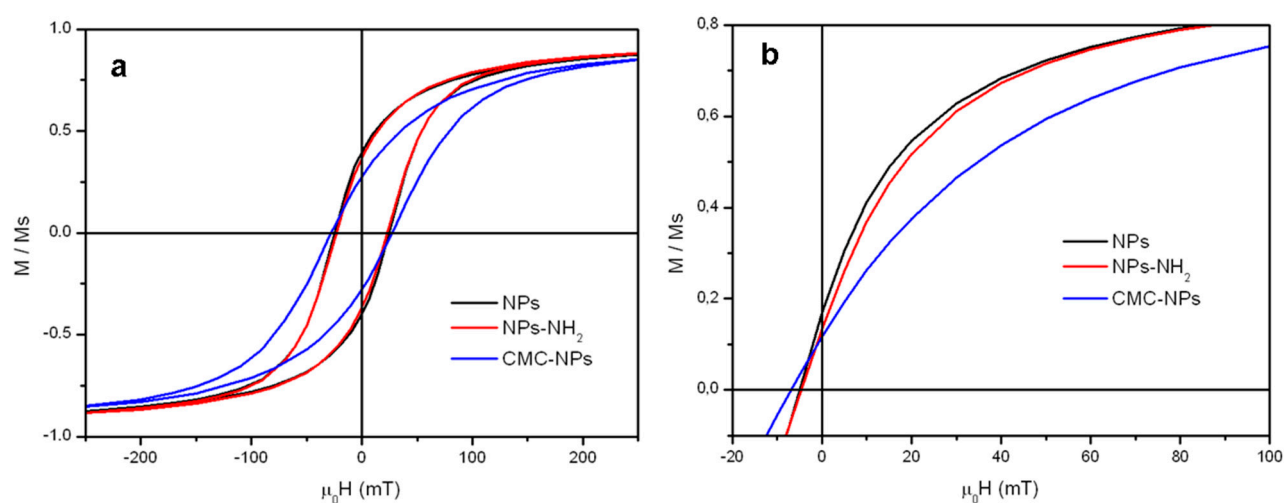 a
M / Ms
1.0
0.5
0.0
-0.5
-1.0
NPs
NPs-NH₂
CMC-NPs
-200
-100
0
100
200
μ₀H (mT)
b
M / Ms
0,8
0,6
0,4
0,2
0,0
NPs
NPs-NH₂
CMC-NPs
-20
0
20
40
60
80
100
μ₀H (mT)